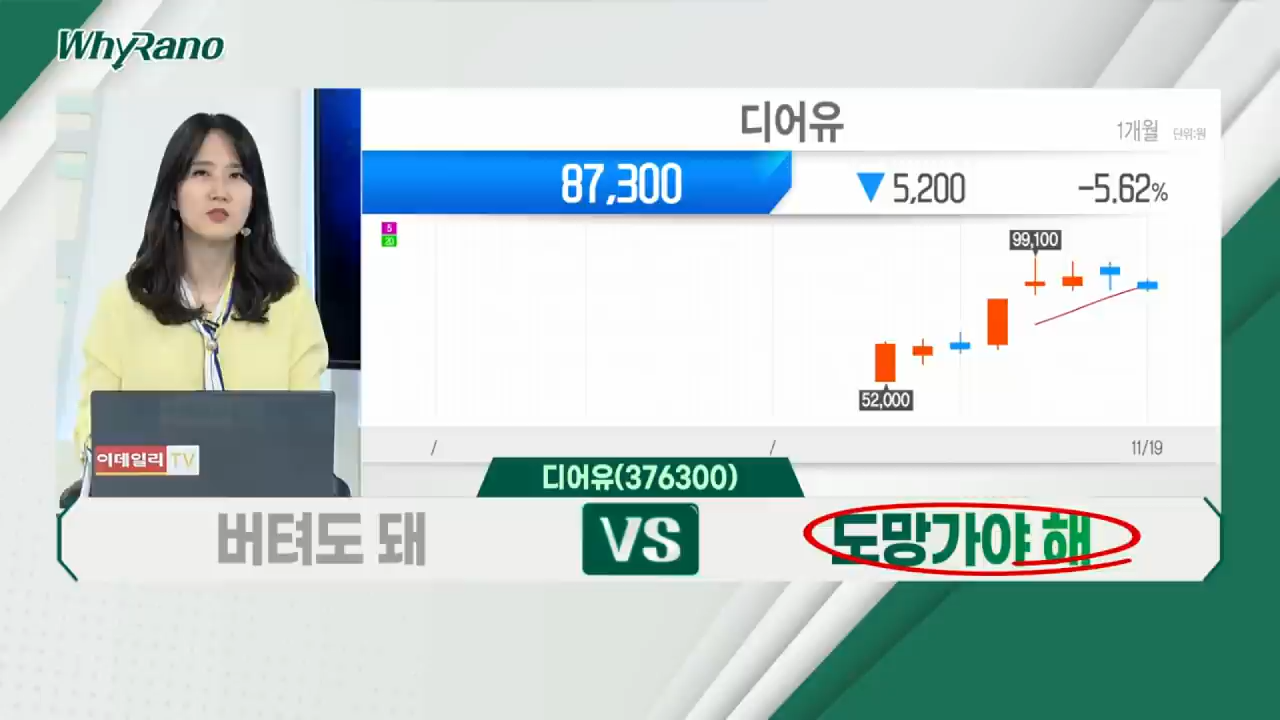 WhyRano
디어유
1개월 단위:원
87,300 ▼ 5,200 -5.62%
5
20
99,100
52,000
/ / 11/19
이데일리 TV
디어유(376300)
버텨도 돼 VS 도망가야 해